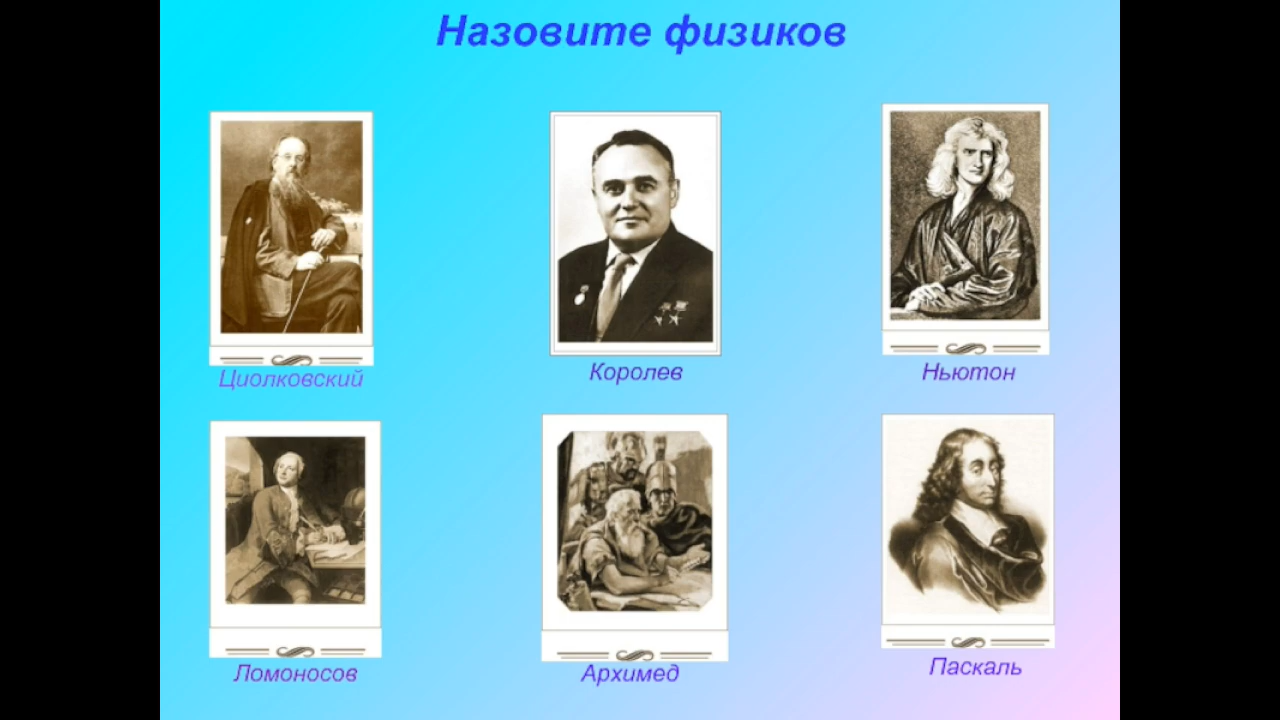 Назовите физиков
Циолковский
Королев
Ньютон
Ломоносов
Архимед
Паскаль